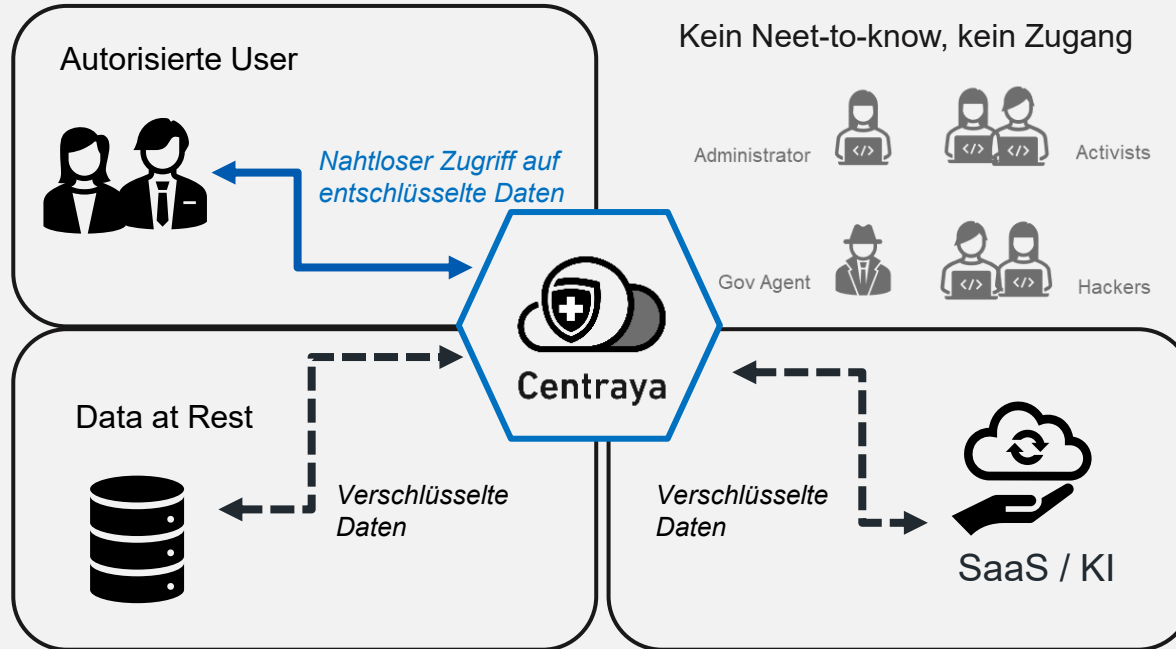 Autorisierte User
Kein Neet-to-know, kein Zugang
Nahtloser Zugriff auf
entschlüsselte Daten
Administrator
</>
</>
</>
Activists
Gov Agent
</>
</>
Hackers
Centraya
Data at Rest
Verschlüsselte
Daten
Verschlüsselte
Daten
SaaS / KI